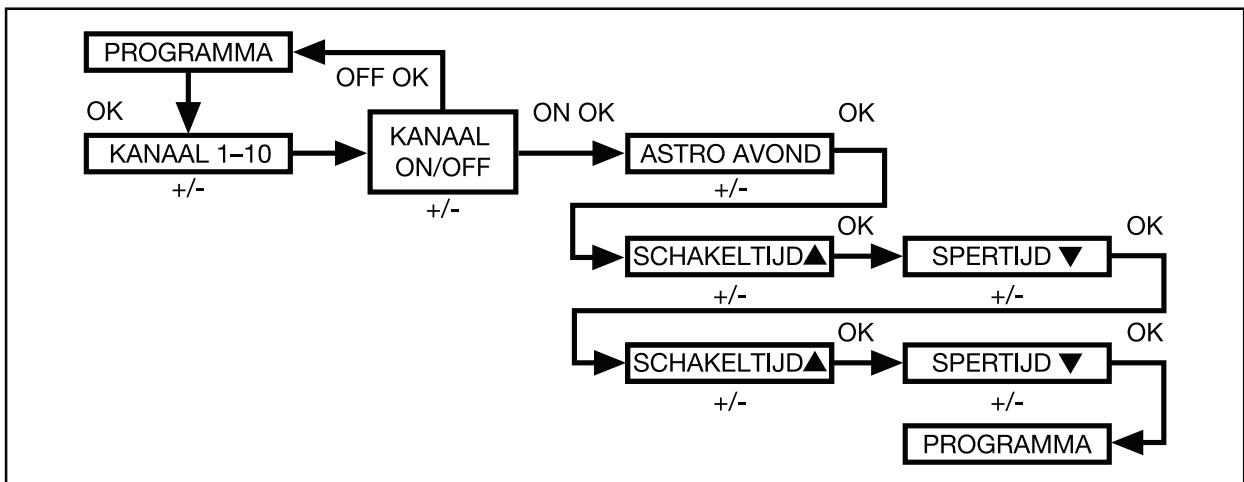 PROGRAMMA
OFF OK
OK
KANAAL 1–10
+/-
KANAAL
ON/OFF
+/-
ON OK
ASTRO AVOND
+/-
OK
SCHAKELTIJD▲
+/-
OK
SPERTIJD ▼
+/-
OK
SCHAKELTIJD▲
+/-
OK
SPERTIJD ▼
+/-
OK
PROGRAMMA